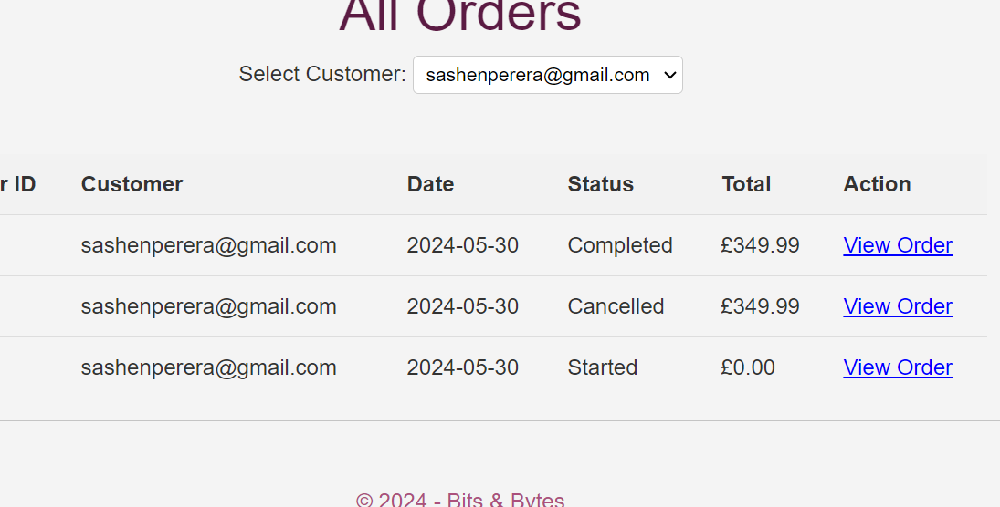 All Orders
Select Customer: sashenperera@gmail.com
r ID Customer Date Status Total Action
sashenperera@gmail.com 2024-05-30 Completed £349.99 View Order
sashenperera@gmail.com 2024-05-30 Cancelled £349.99 View Order
sashenperera@gmail.com 2024-05-30 Started £0.00 View Order
© 2024 - Bits & Bytes